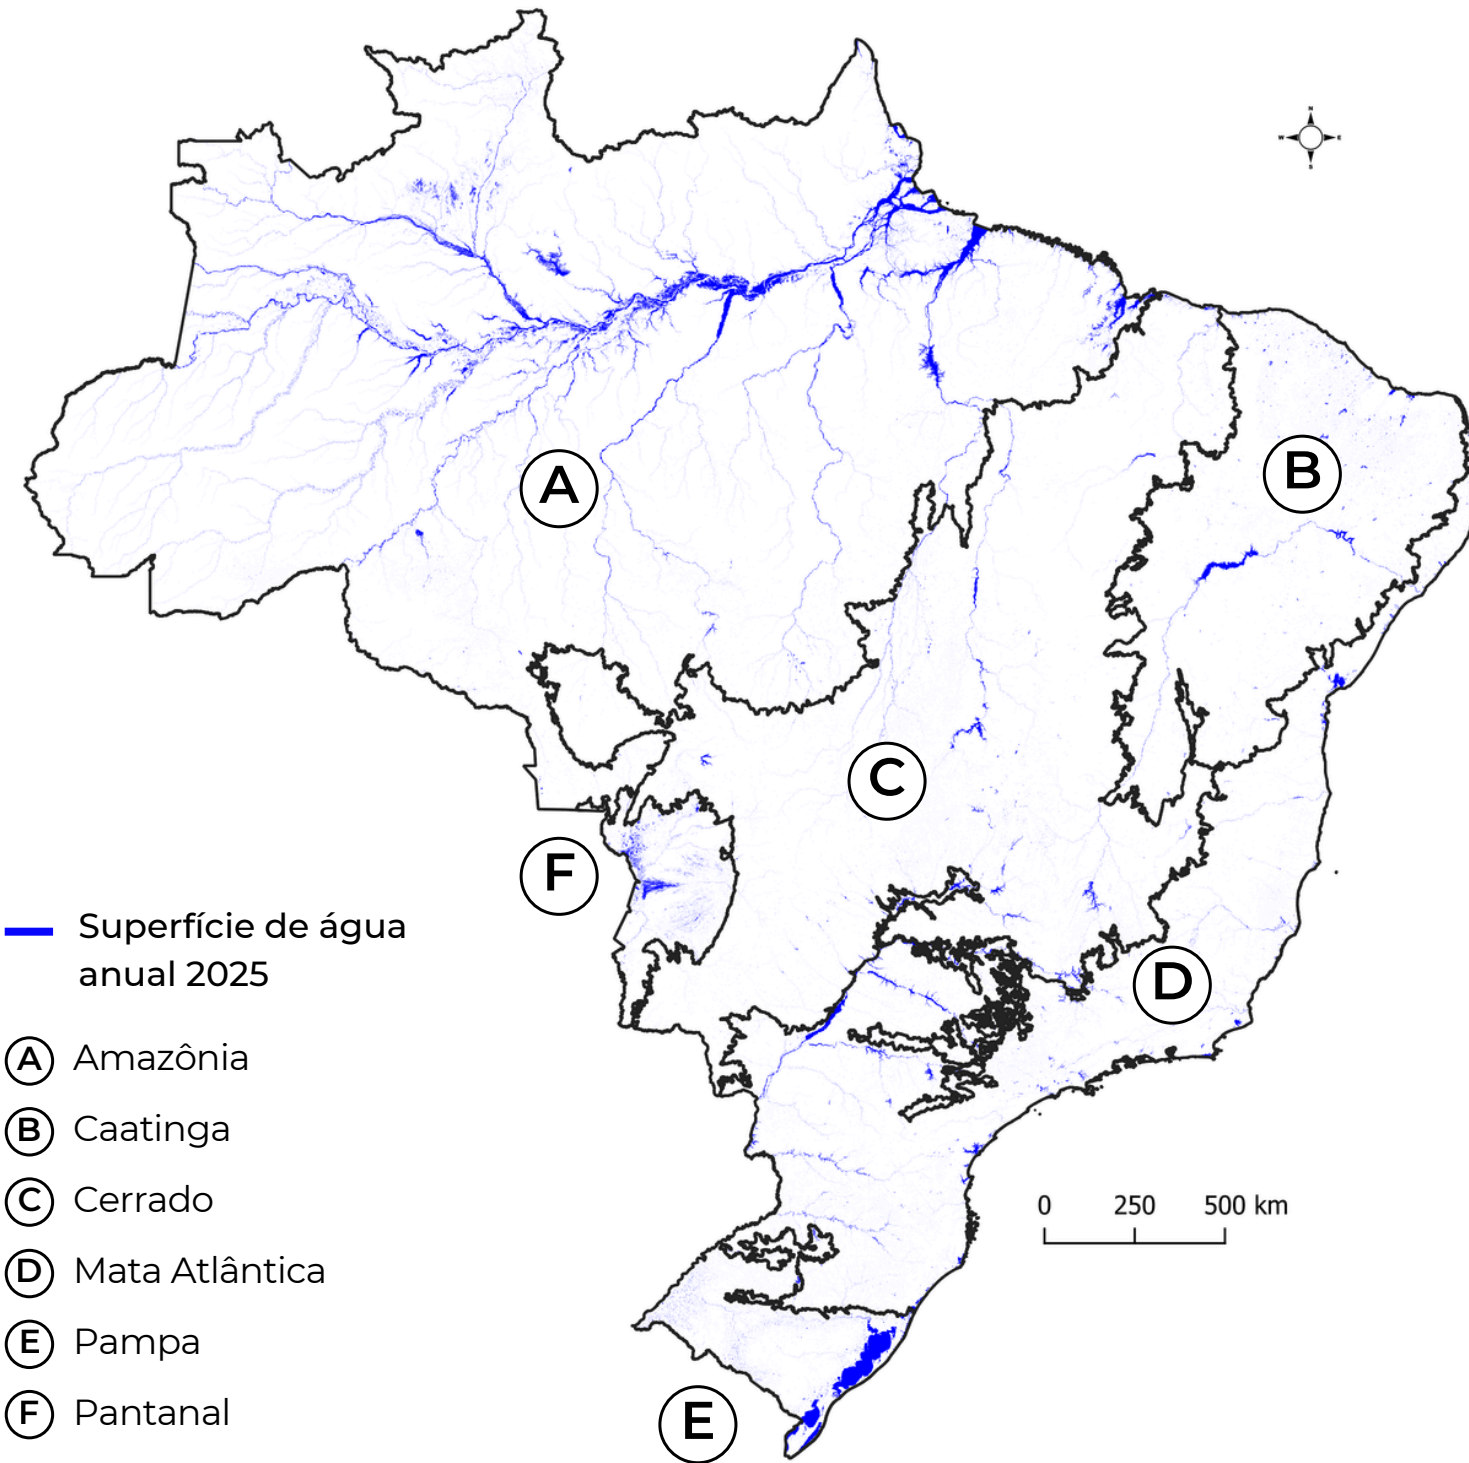 N
W E
S
A
B
C
F
D
E
Superfície de água
anual 2025
A Amazônia
B Caatinga
C Cerrado
D Mata Atlântica
E Pampa
F Pantanal
0 250 500 km